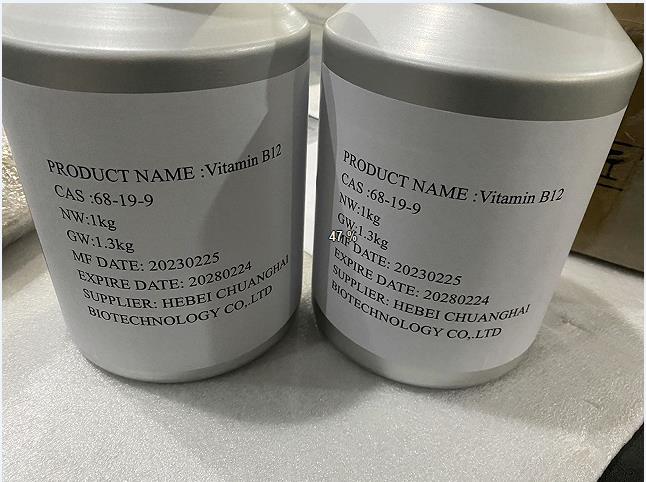 PRODUCT NAME :Vitamin B12
CAS :68-19-9
NW:1kg
GW:1.3kg
MF DATE: 20230225
EXPIRE DATE: 20280224
SUPPLIER: HEBEI CHUANGHAI
BIOTECHNOLOGY CO,.LTD
PRODUCT NAME :Vitamin B12
CAS :68-19-9
NW:1kg
GW:1.3kg
47%
MF DATE: 20230225
EXPIRE DATE: 20280224
SUPPLIER: HEBEI CHUANGHAI
BIOTECHNOLOGY CO,.LTD